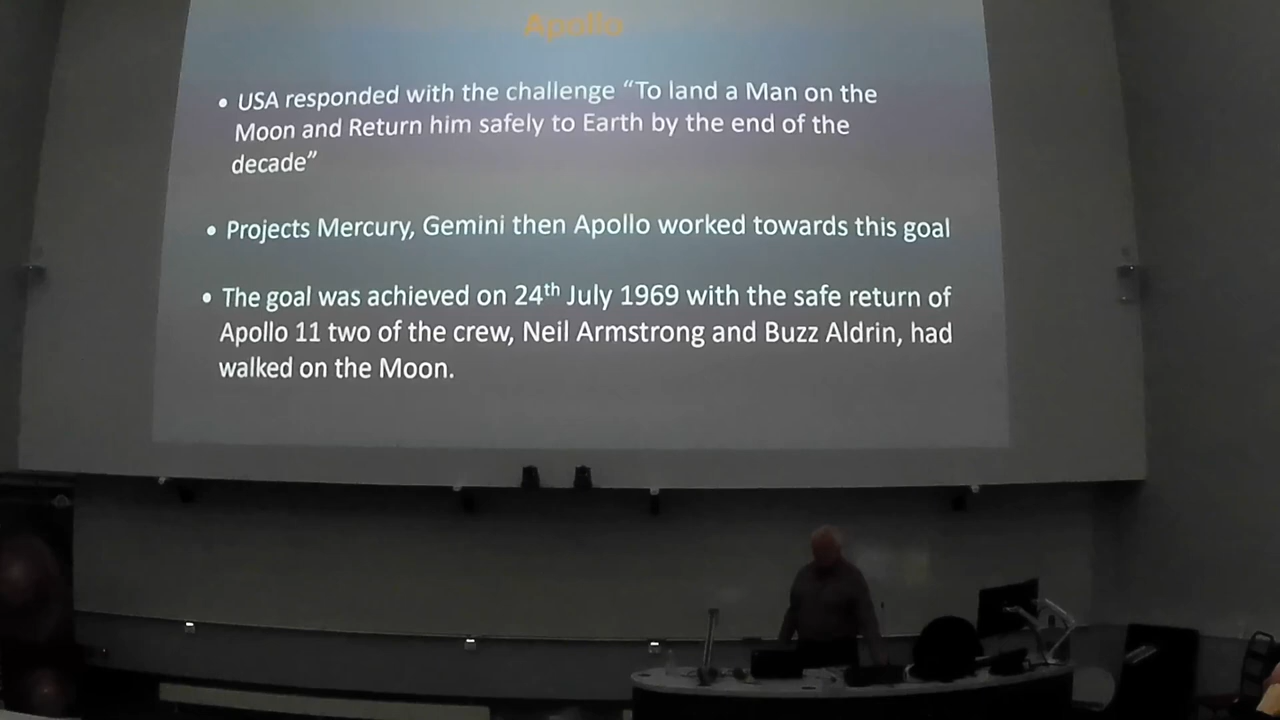 Apollo
• USA responded with the challenge “To land a Man on the
Moon and Return him safely to Earth by the end of the
decade”
• Projects Mercury, Gemini then Apollo worked towards this goal
• The goal was achieved on 24th July 1969 with the safe return of
Apollo 11 two of the crew, Neil Armstrong and Buzz Aldrin, had
walked on the Moon.